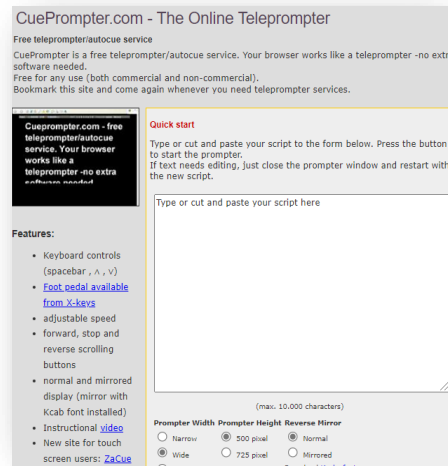 CuePrompter.com - The Online Teleprompter
Free teleprompter/autocue service
CuePrompter is a free teleprompter/autocue service. Your browser works like a teleprompter -no extr
software needed.
Free for any use (both commercial and non-commercial).
Bookmark this site and come again whenever you need teleprompter services.
Cueprompter.com - free
teleprompter/autocue
service. Your browser
works like a
teleprompter -no extra
software needed
Features:
• Keyboard controls
(spacebar , ∧ , ∨)
• Foot pedal available
from X-keys
• adjustable speed
• forward, stop and
reverse scrolling
buttons
• normal and mirrored
display (mirror with
Kcab font installed)
• Instructional video
• New site for touch
screen users: ZaCue
Quick start
Type or cut and paste your script to the form below. Press the button
to start the prompter.
If text needs editing, just close the prompter window and restart with
the new script.
Type or cut and paste your script here
(max. 10.000 characters)
Prompter Width Prompter Height Reverse Mirror
Narrow 500 pixel Normal
Wide 725 pixel Mirrored